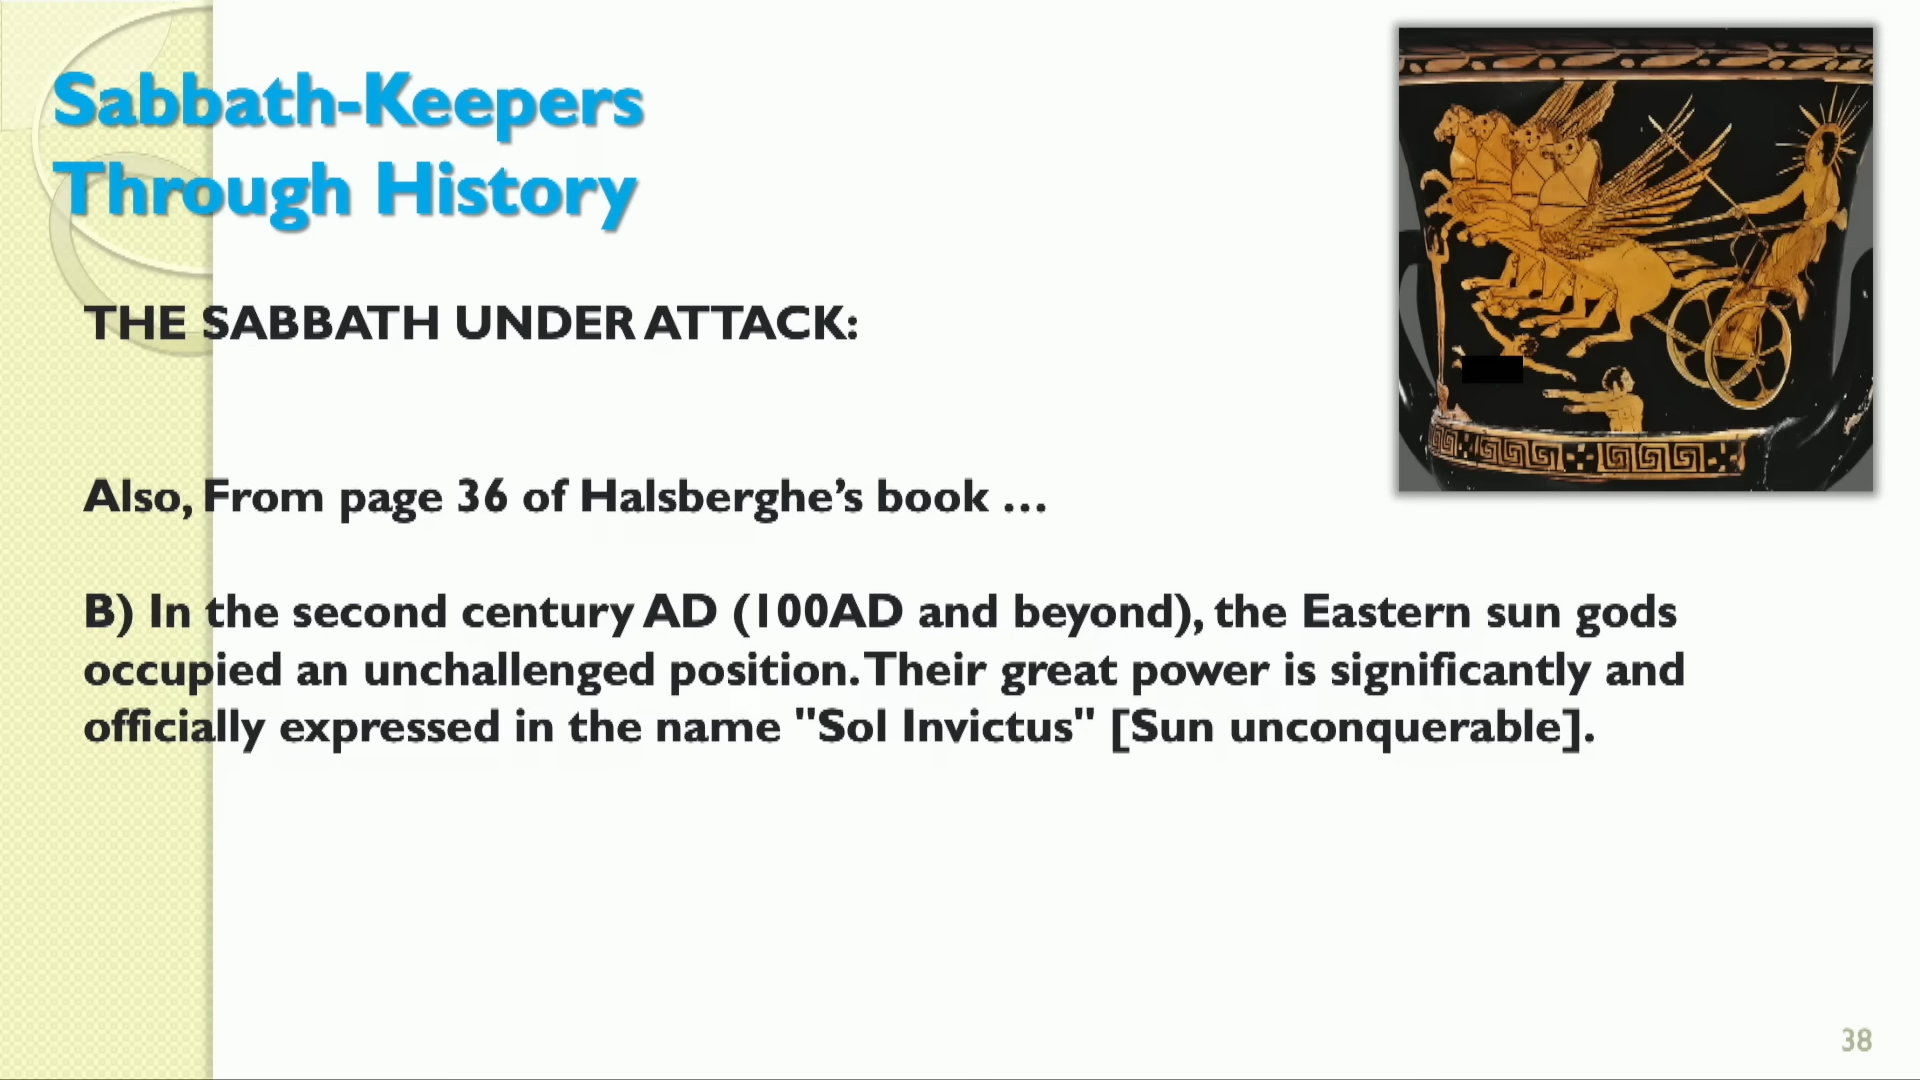 Sabbath-Keepers
Through History
THE SABBATH UNDER ATTACK:
Also, From page 36 of Halsberghe’s book …
B) In the second century AD (100AD and beyond), the Eastern sun gods
occupied an unchallenged position. Their great power is significantly and
officially expressed in the name "Sol Invictus" [Sun unconquerable].
38